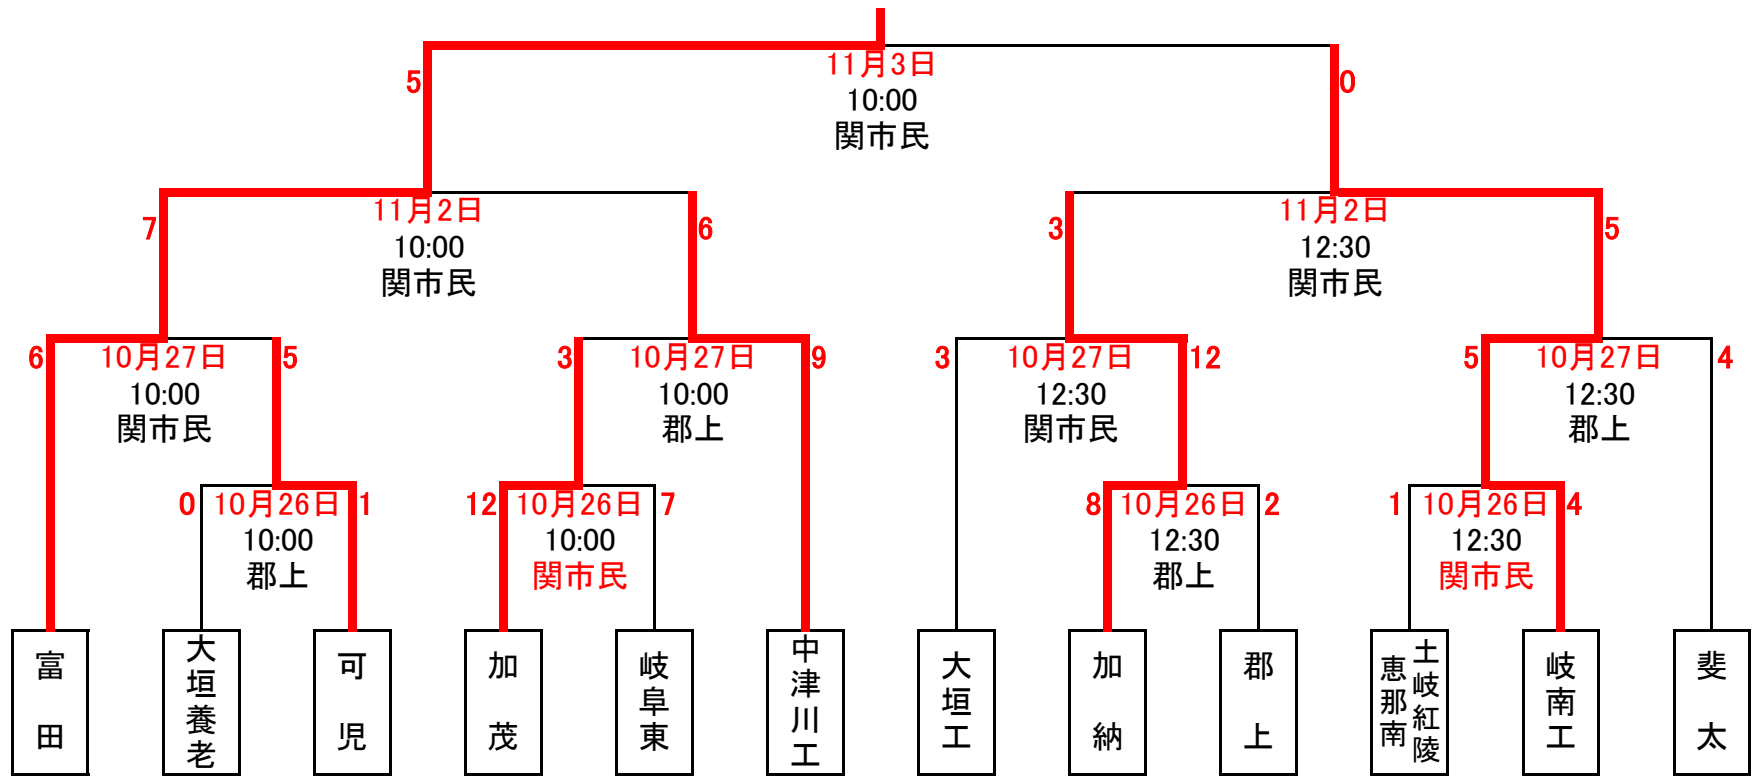 11月3日
5
0
10:00
関市民
11月2日
7
6
10:00
関市民
11月2日
3
5
12:30
関市民
6
10月27日
5
10:00
関市民
3
10月27日
9
10:00
郡上
3
10月27日
12
12:30
関市民
5
10月27日
4
12:30
郡上
0
10月26日
1
10:00
郡上
12
10月26日
7
10:00
関市民
8
10月26日
2
12:30
郡上
1
10月26日
4
12:30
関市民
富田
大垣養老
可児
加茂
岐阜東
中津川工
大垣工
加納
郡上
土岐紅陵
恵那南
岐南工
斐太